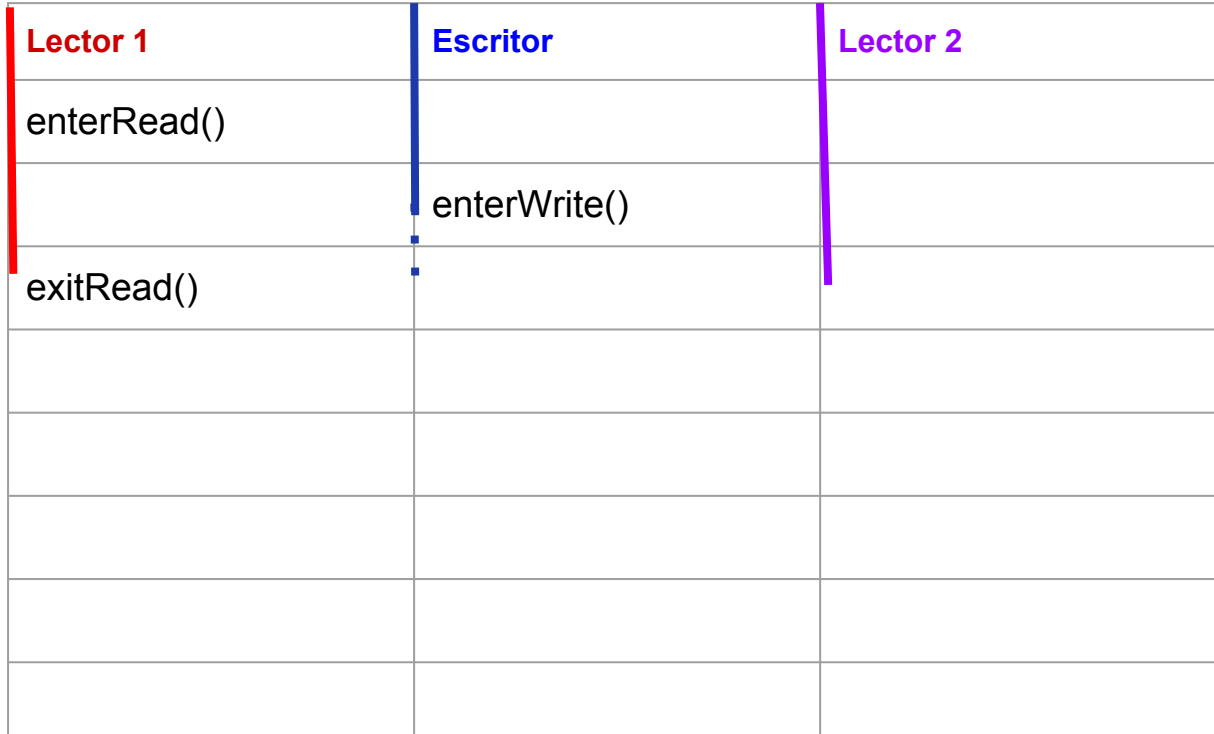 Lector 1 Escritor Lector 2
enterRead()
enterWrite()
exitRead()